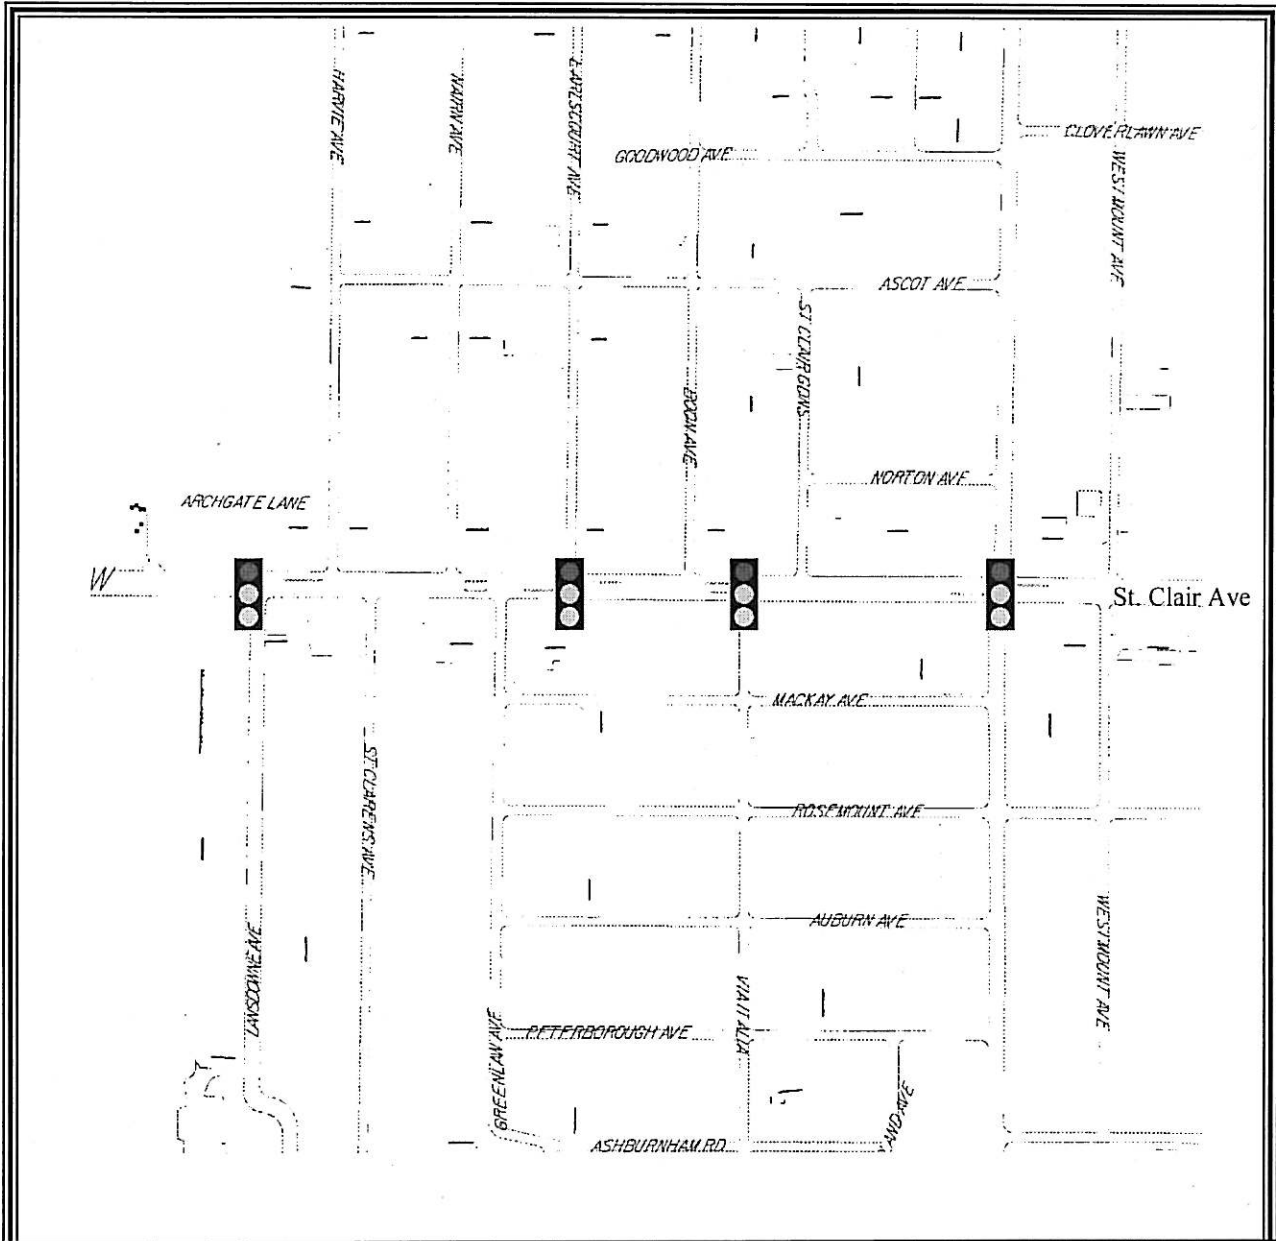 HARVIE AVE
NAIRN AVE
EARLSCOURT AVE
GOODWOOD AVE
CLOVERLAWN AVE
WESTMOUNT AVE
ASCOT AVE
ST CLAIR GDNS
BOON AVE
NORTON AVE
ARCHGATE LANE
W
St. Clair Ave
MACKAY AVE
ST CLARENS AVE
ROSEMOUNT AVE
AUBURN AVE
WESTMOUNT AVE
LANSDOWNE AVE
VIA ITALIA
PETERBOROUGH AVE
GREENLAW AVE
AND AVE
ASHBURNHAM RD